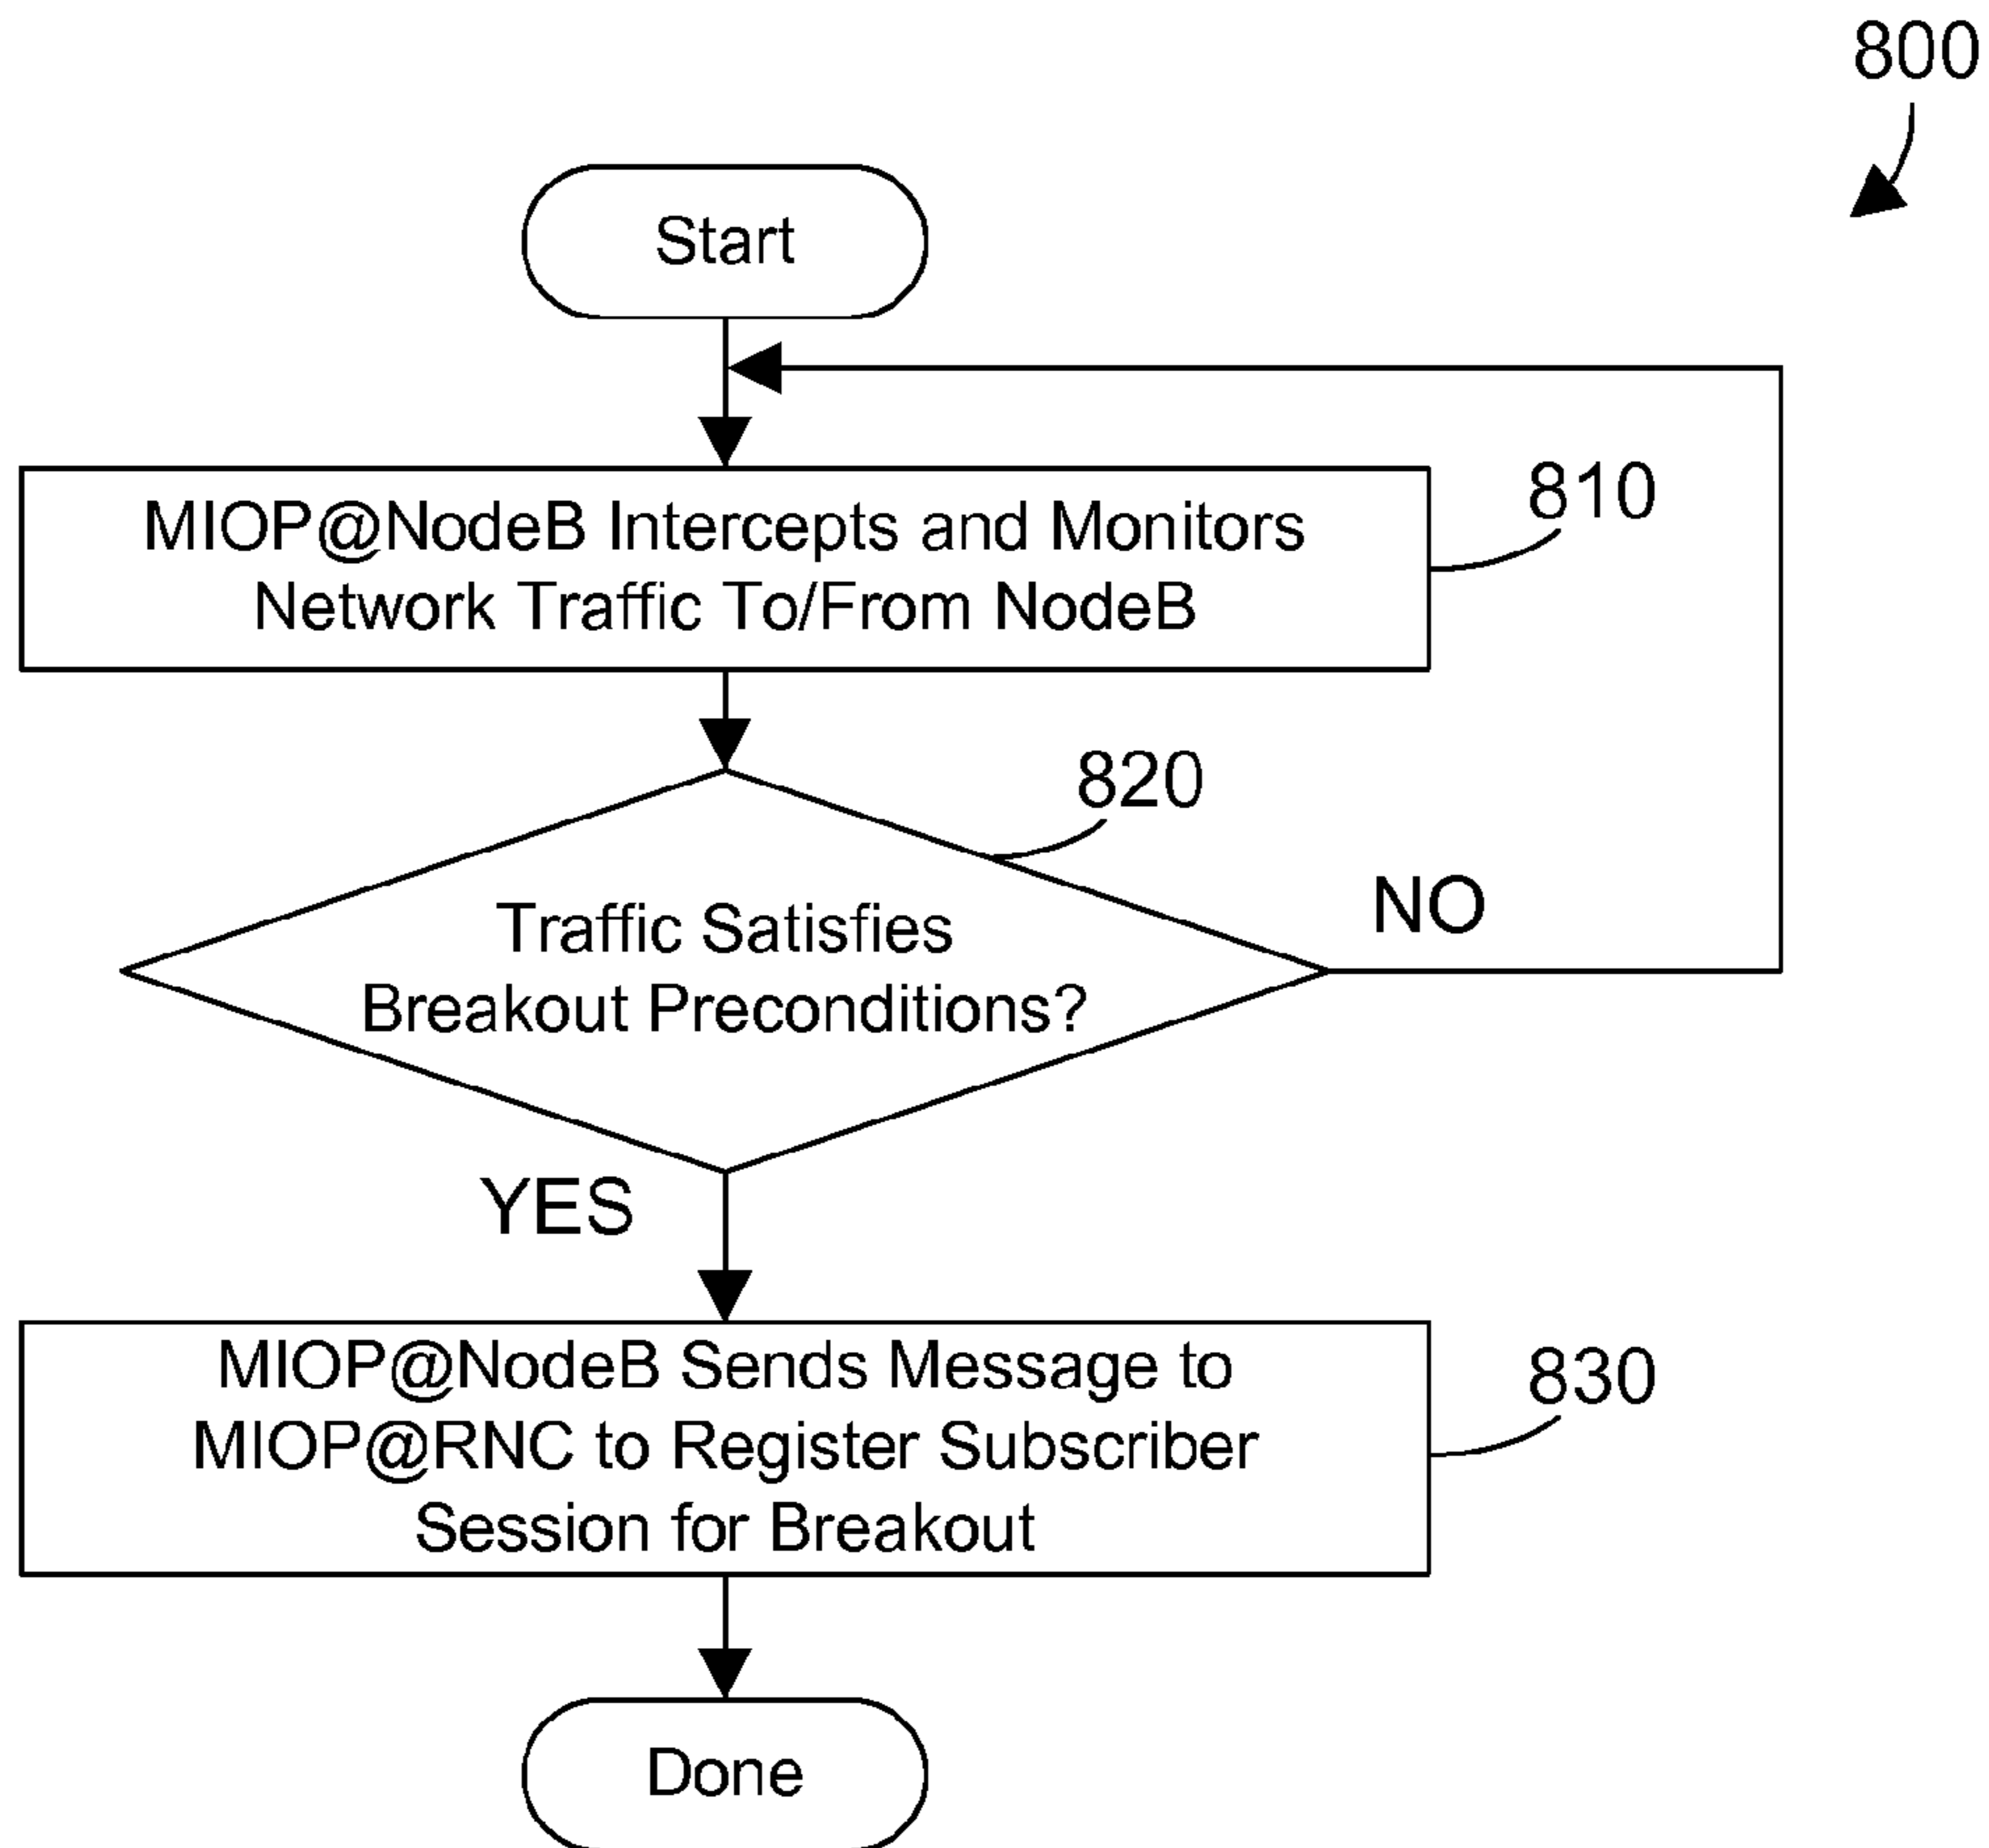 800
Start
MIOP@NodeB Intercepts and Monitors
Network Traffic To/From NodeB
810
820
Traffic Satisfies
Breakout Preconditions?
NO
YES
MIOP@NodeB Sends Message to
MIOP@RNC to Register Subscriber
Session for Breakout
830
Done